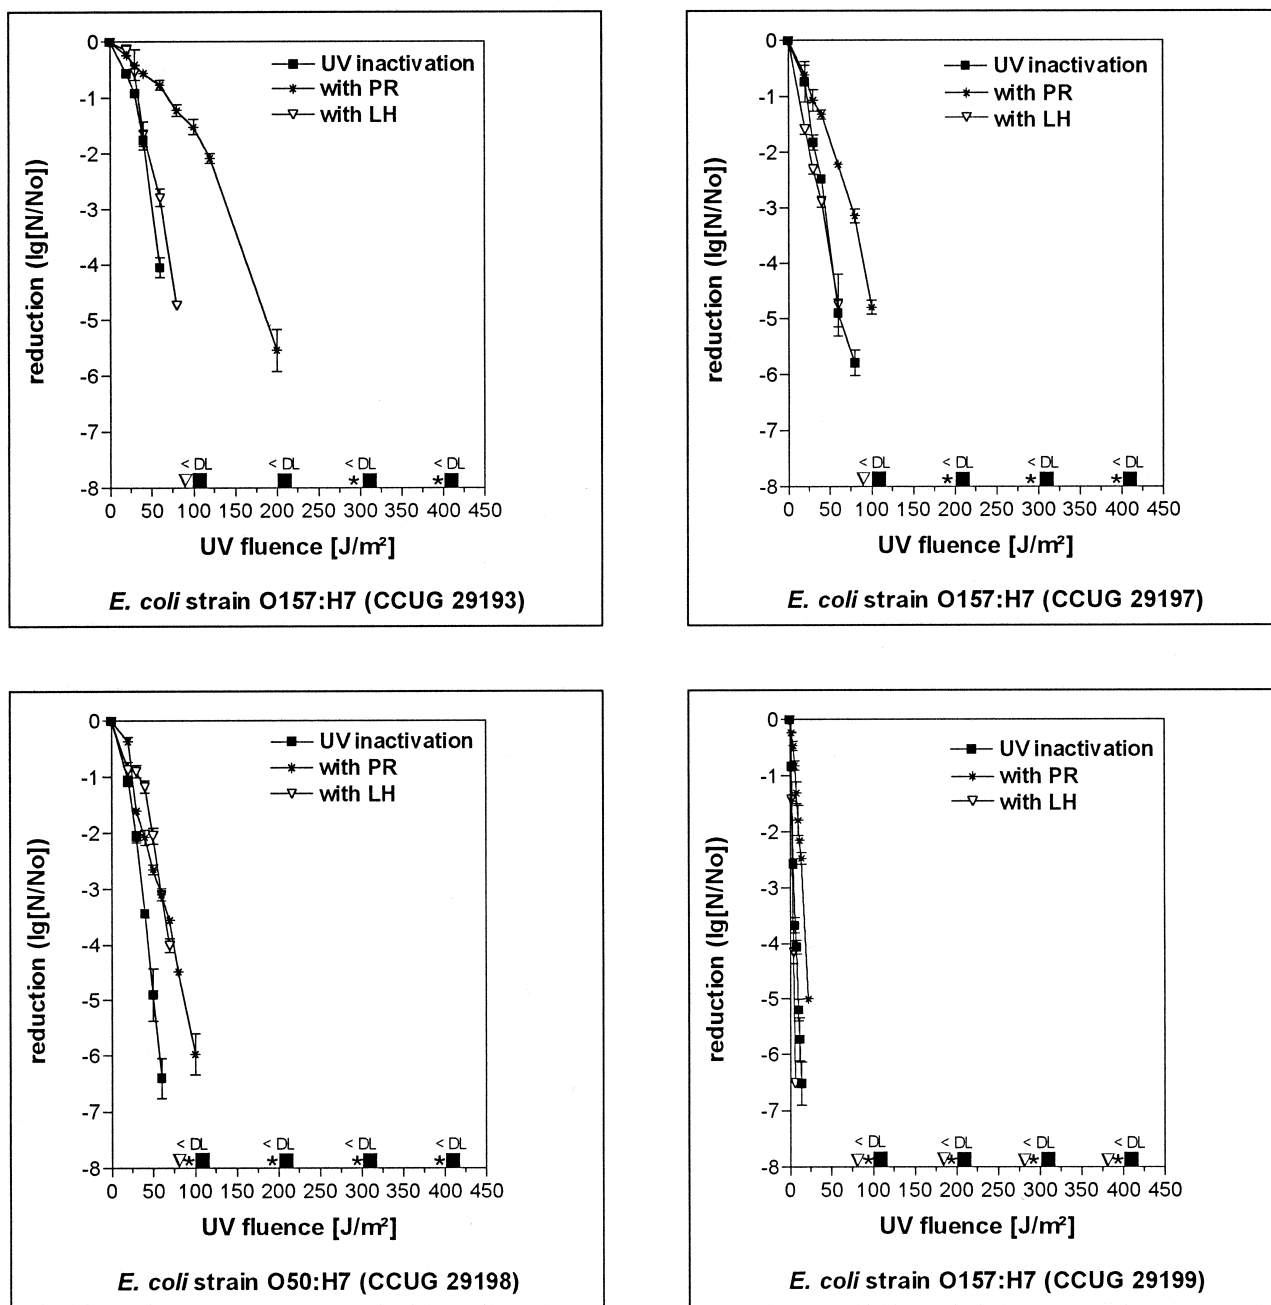 0
-1
-2
-3
-4
-5
-6
-7
-8
reduction (lg[N/No])
UV inactivation
with PR
with LH
< DL
< DL
< DL
< DL
0 50 100 150 200 250 300 350 400 450
UV fluence [J/m²]
E. coli strain O157:H7 (CCUG 29193)
0
-1
-2
-3
-4
-5
-6
-7
-8
reduction (lg[N/No])
UV inactivation
with PR
with LH
< DL
< DL
< DL
< DL
0 50 100 150 200 250 300 350 400 450
UV fluence [J/m²]
E. coli strain O157:H7 (CCUG 29197)
0
-1
-2
-3
-4
-5
-6
-7
-8
reduction (lg[N/No])
UV inactivation
with PR
with LH
< DL
< DL
< DL
< DL
0 50 100 150 200 250 300 350 400 450
UV fluence [J/m²]
E. coli strain O50:H7 (CCUG 29198)
0
-1
-2
-3
-4
-5
-6
-7
-8
reduction (lg[N/No])
UV inactivation
with PR
with LH
< DL
< DL
< DL
< DL
0 50 100 150 200 250 300 350 400 450
UV fluence [J/m²]
E. coli strain O157:H7 (CCUG 29199)